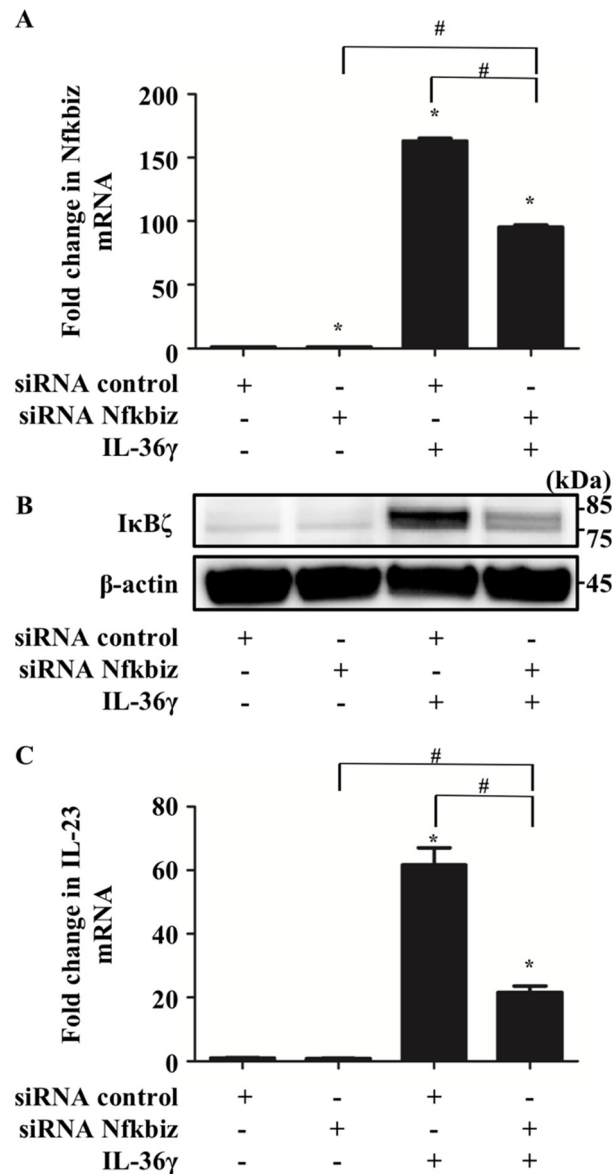 A
#
#
Fold change in Nfkbiz
mRNA
200
150
100
50
0
*
*
*
siRNA control + - + -
siRNA Nfkbiz - + - +
IL-36γ - - + +
B
(kDa)
IκBζ
85
75
β-actin
45
siRNA control + - + -
siRNA Nfkbiz - + - +
IL-36γ - - + +
C
#
#
Fold change in IL-23
mRNA
80
60
40
20
0
*
*
siRNA control + - + -
siRNA Nfkbiz - + - +
IL-36γ - - + +